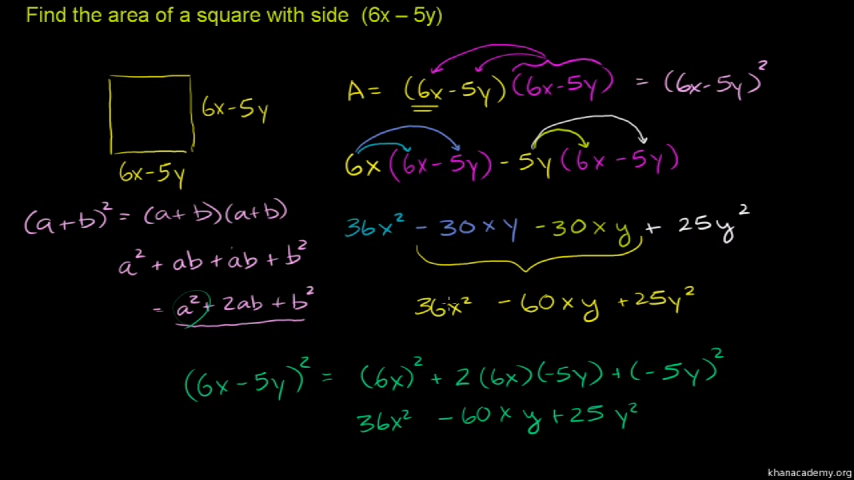 Find the area of a square with side (6x – 5y)
6x-5y
6x-5y
A = (6x-5y)(6x-5y) = (6x-5y)²
6x(6x-5y) - 5y(6x-5y)
(a+b)² = (a+b)(a+b)
a² + ab + ab + b²
= a² + 2ab + b²
36x² - 30xy - 30xy + 25y²
36x² - 60xy + 25y²
(6x-5y)² = (6x)² + 2(6x)(-5y) + (-5y)²
36x² - 60xy + 25y²
khanacademy.org